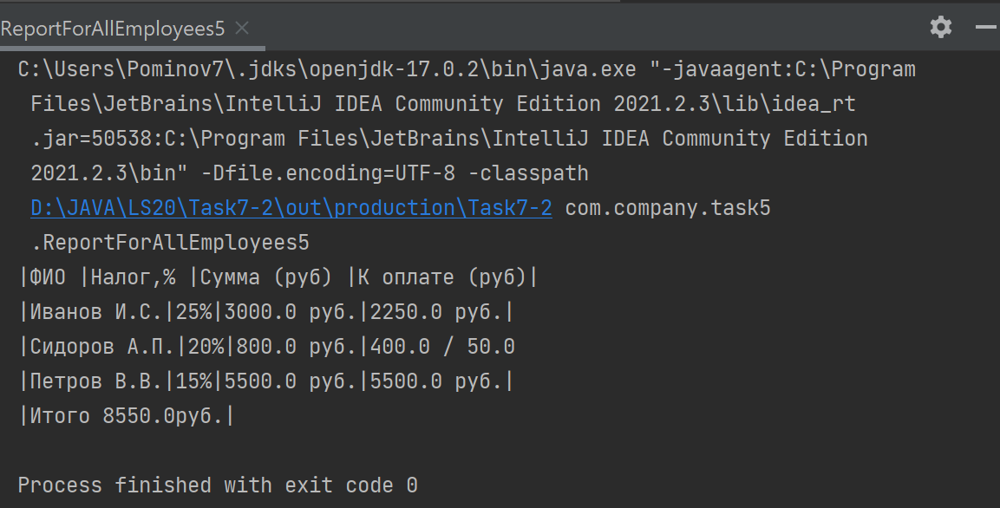 ReportForAllEmployees5
C:\Users\Pominov7\.jdks\openjdk-17.0.2\bin\java.exe "-javaagent:C:\Program
Files\JetBrains\IntelliJ IDEA Community Edition 2021.2.3\lib\idea_rt
.jar=50538:C:\Program Files\JetBrains\IntelliJ IDEA Community Edition
2021.2.3\bin" -Dfile.encoding=UTF-8 -classpath
D:\JAVA\LS20\Task7-2\out\production\Task7-2 com.company.task5
.ReportForAllEmployees5
|ФИО |Налог,% |Сумма (руб) |К оплате (руб)|
|Иванов И.С.|25%|3000.0 руб.|2250.0 руб.|
|Сидоров А.П.|20%|800.0 руб.|400.0 / 50.0
|Петров В.В.|15%|5500.0 руб.|5500.0 руб.|
|Итого 8550.0руб.|
Process finished with exit code 0